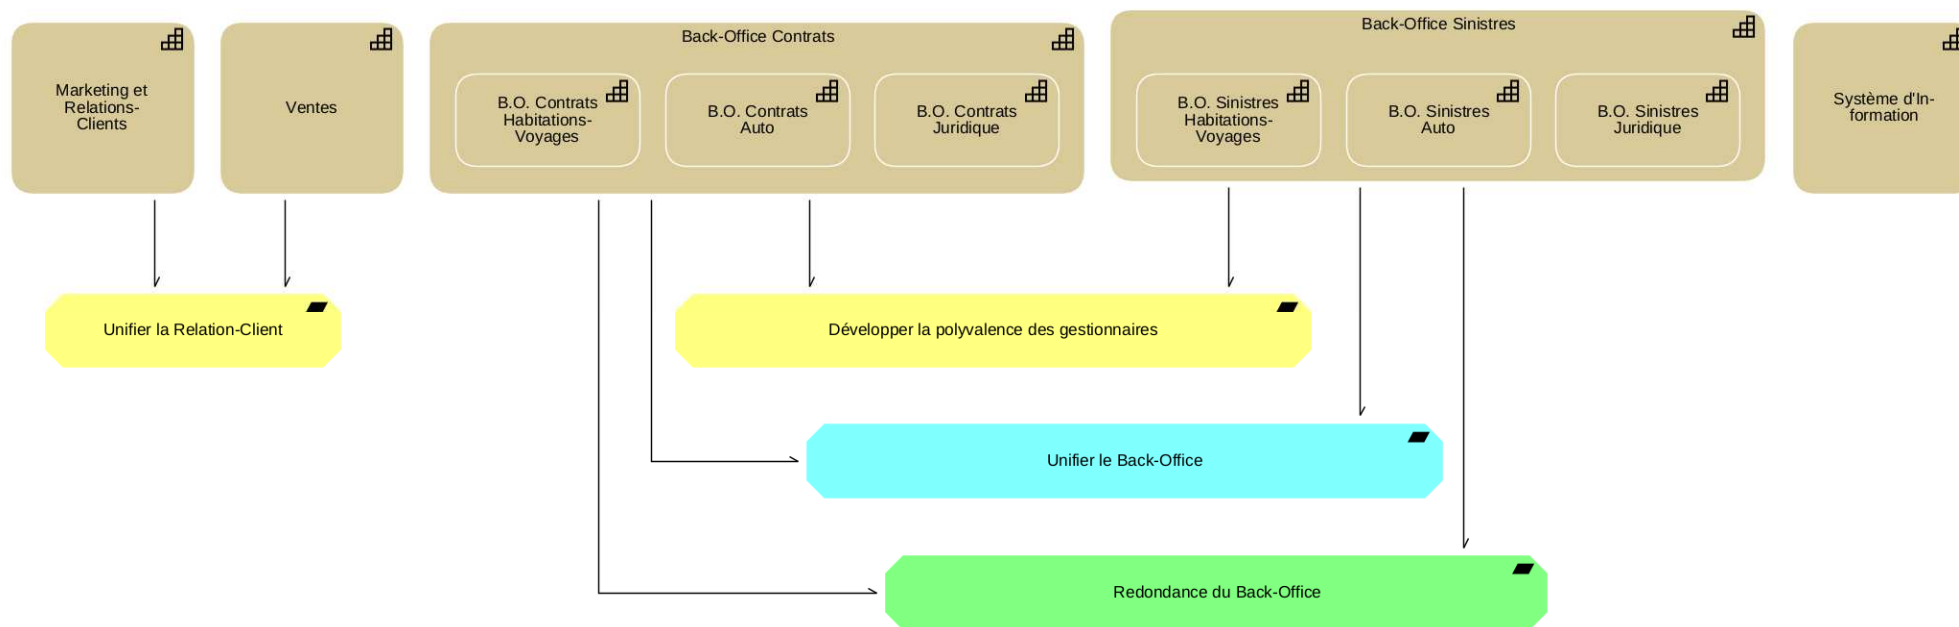 Marketing et
Relations-
Clients
Ventes
Back-Office Contrats
B.O. Contrats
Habitations-
Voyages
B.O. Contrats
Auto
B.O. Contrats
Juridique
Back-Office Sinistres
B.O. Sinistres
Habitations-
Voyages
B.O. Sinistres
Auto
B.O. Sinistres
Juridique
Système d'In-
formation
Unifier la Relation-Client
Développer la polyvalence des gestionnaires
Unifier le Back-Office
Redondance du Back-Office